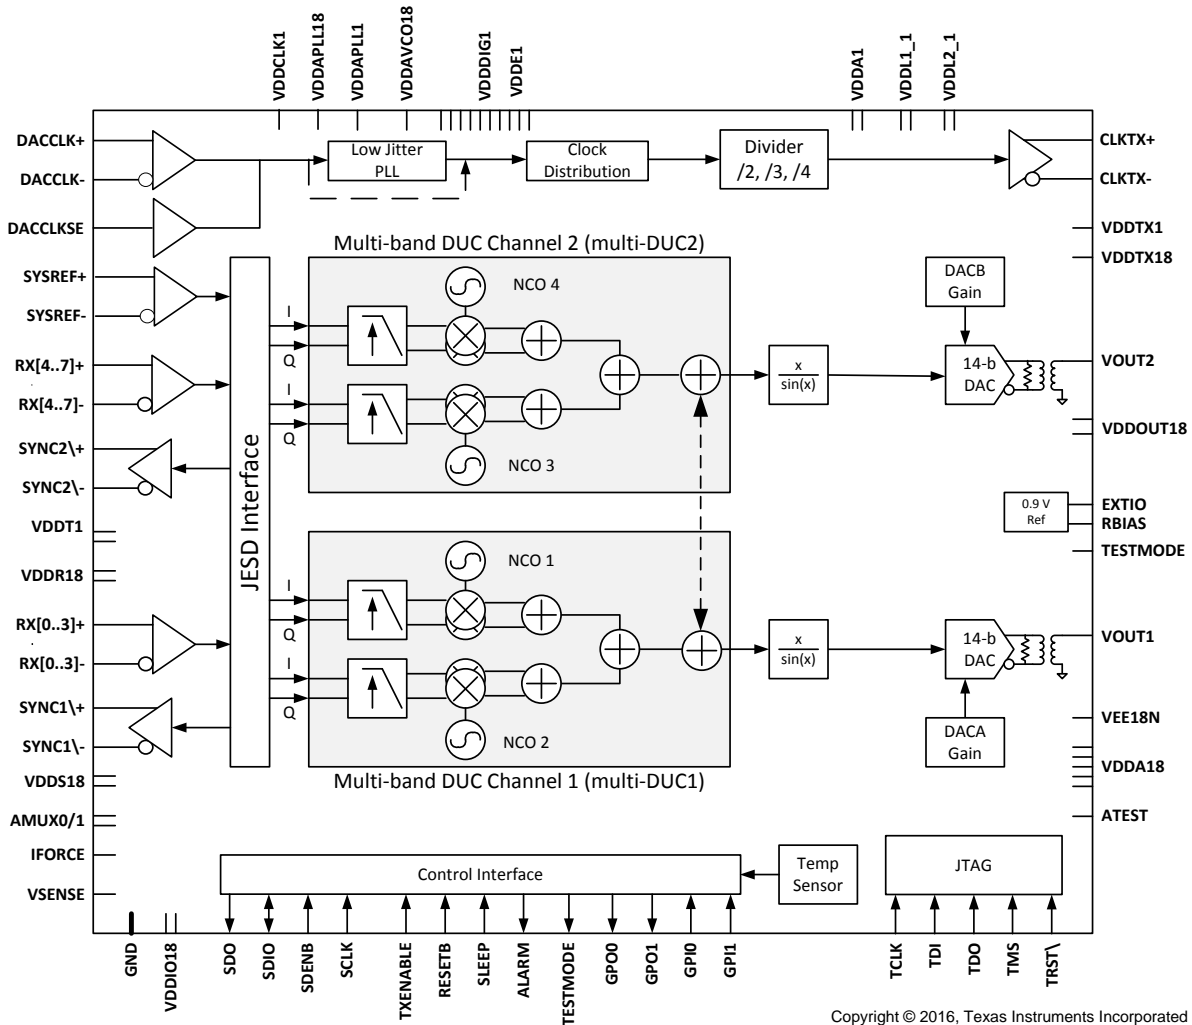 VDDCLK1
VDDAPLL18
VDDAPLL1
VDDAVCO18
VDDDIG1
VDDE1
VDDA1
VDDL1_1
VDDL2_1
DACCLK+
DACCLK-
DACCLKSE
SYSREF+
SYSREF-
RX[4..7]+
RX[4..7]-
SYNC2\+
SYNC2\-
VDDT1
VDDR18
RX[0..3]+
RX[0..3]-
SYNC1\+
SYNC1\-
VDDS18
AMUX0/1
IFORCE
VSENSE
Low Jitter
PLL
Clock
Distribution
Divider
/2, /3, /4
CLKTX+
CLKTX-
VDDTX1
VDDTX18
VOUT2
VDDOUT18
EXTIO
RBIAS
TESTMODE
VOUT1
VEE18N
VDDA18
ATEST
JESD Interface
Multi-band DUC Channel 2 (multi-DUC2)
I
Q
I
Q
NCO 4
NCO 3
x
sin(x)
DACB
Gain
14-b
DAC
0.9 V
Ref
I
Q
I
Q
NCO 1
NCO 2
Multi-band DUC Channel 1 (multi-DUC1)
x
sin(x)
14-b
DAC
DACA
Gain
Control Interface
Temp
Sensor
JTAG
GND
VDDIO18
SDO
SDIO
SDENB
SCLK
TXENABLE
RESETB
SLEEP
ALARM
TESTMODE
GPO0
GPO1
GPI0
GPI1
TCLK
TDI
TDO
TMS
TRST\
Copyright © 2016, Texas Instruments Incorporated